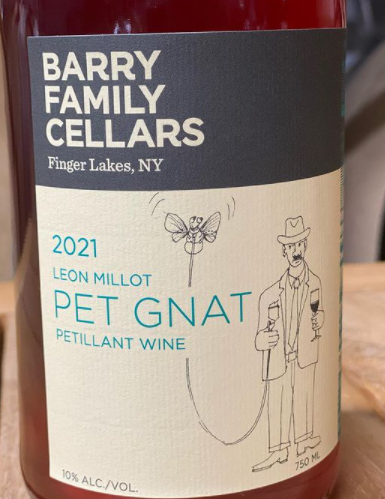 BARRY
FAMILY
CELLARS
Finger Lakes, NY
2021
LEON MILLOT
PET GNAT
PETILLANT WINE
10% ALC./VOL.
750 ML